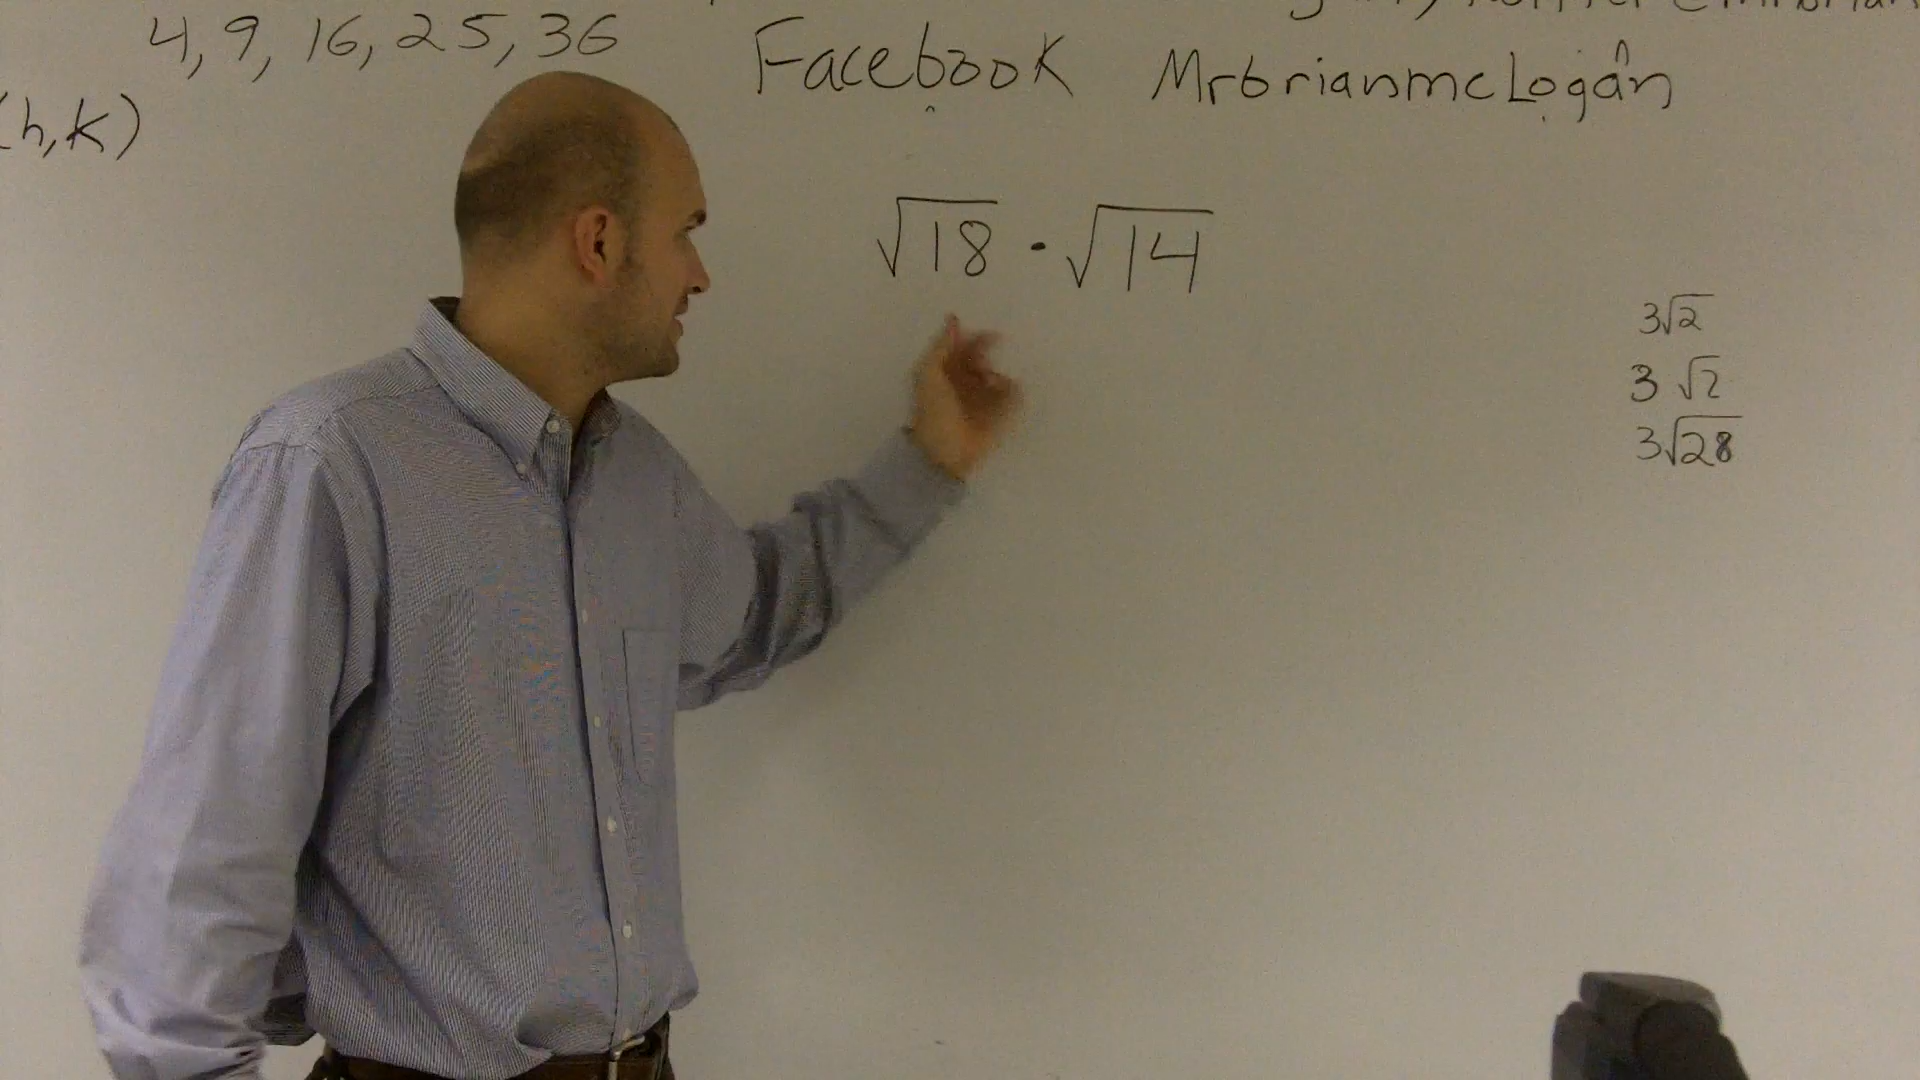 4, 9, 16, 25, 36
Facebook MrbrianmcLogan
(h,k)
√18 · √14
3√2
3 √2
3√28